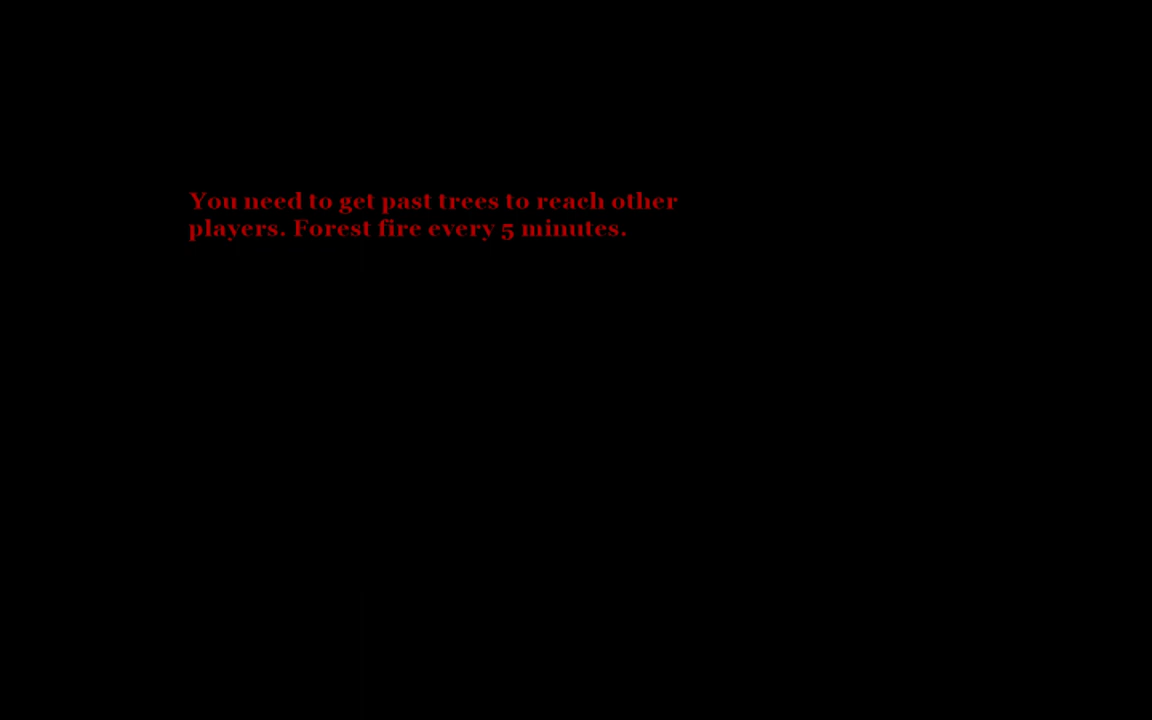 You need to get past trees to reach other
players. Forest fire every 5 minutes.